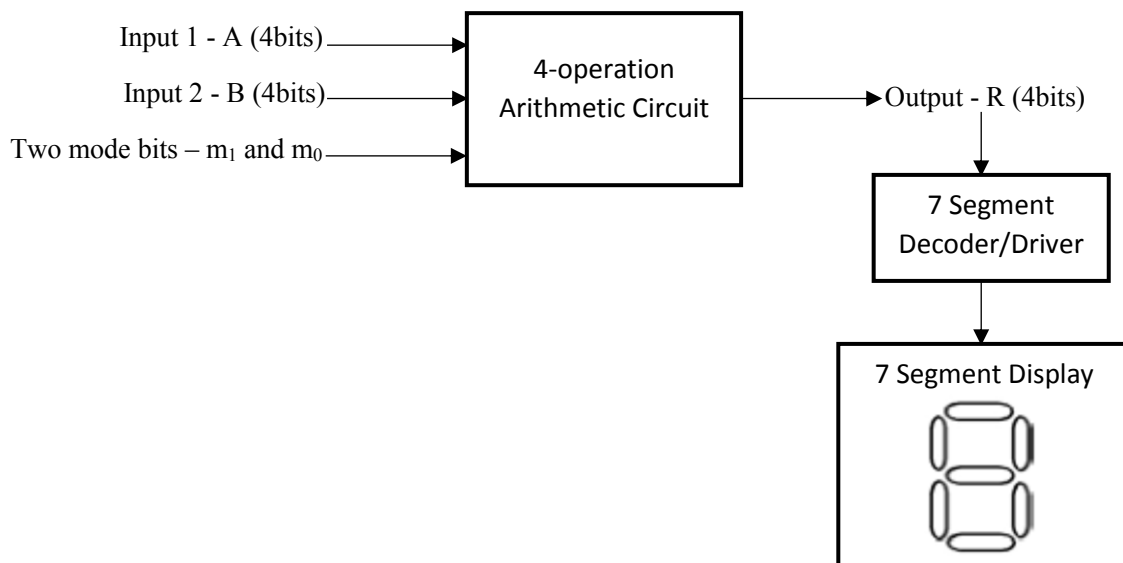 Input 1 - A (4bits)
Input 2 - B (4bits)
Two mode bits – m₁ and m₀
4-operation
Arithmetic Circuit
Output - R (4bits)
7 Segment
Decoder/Driver
7 Segment Display